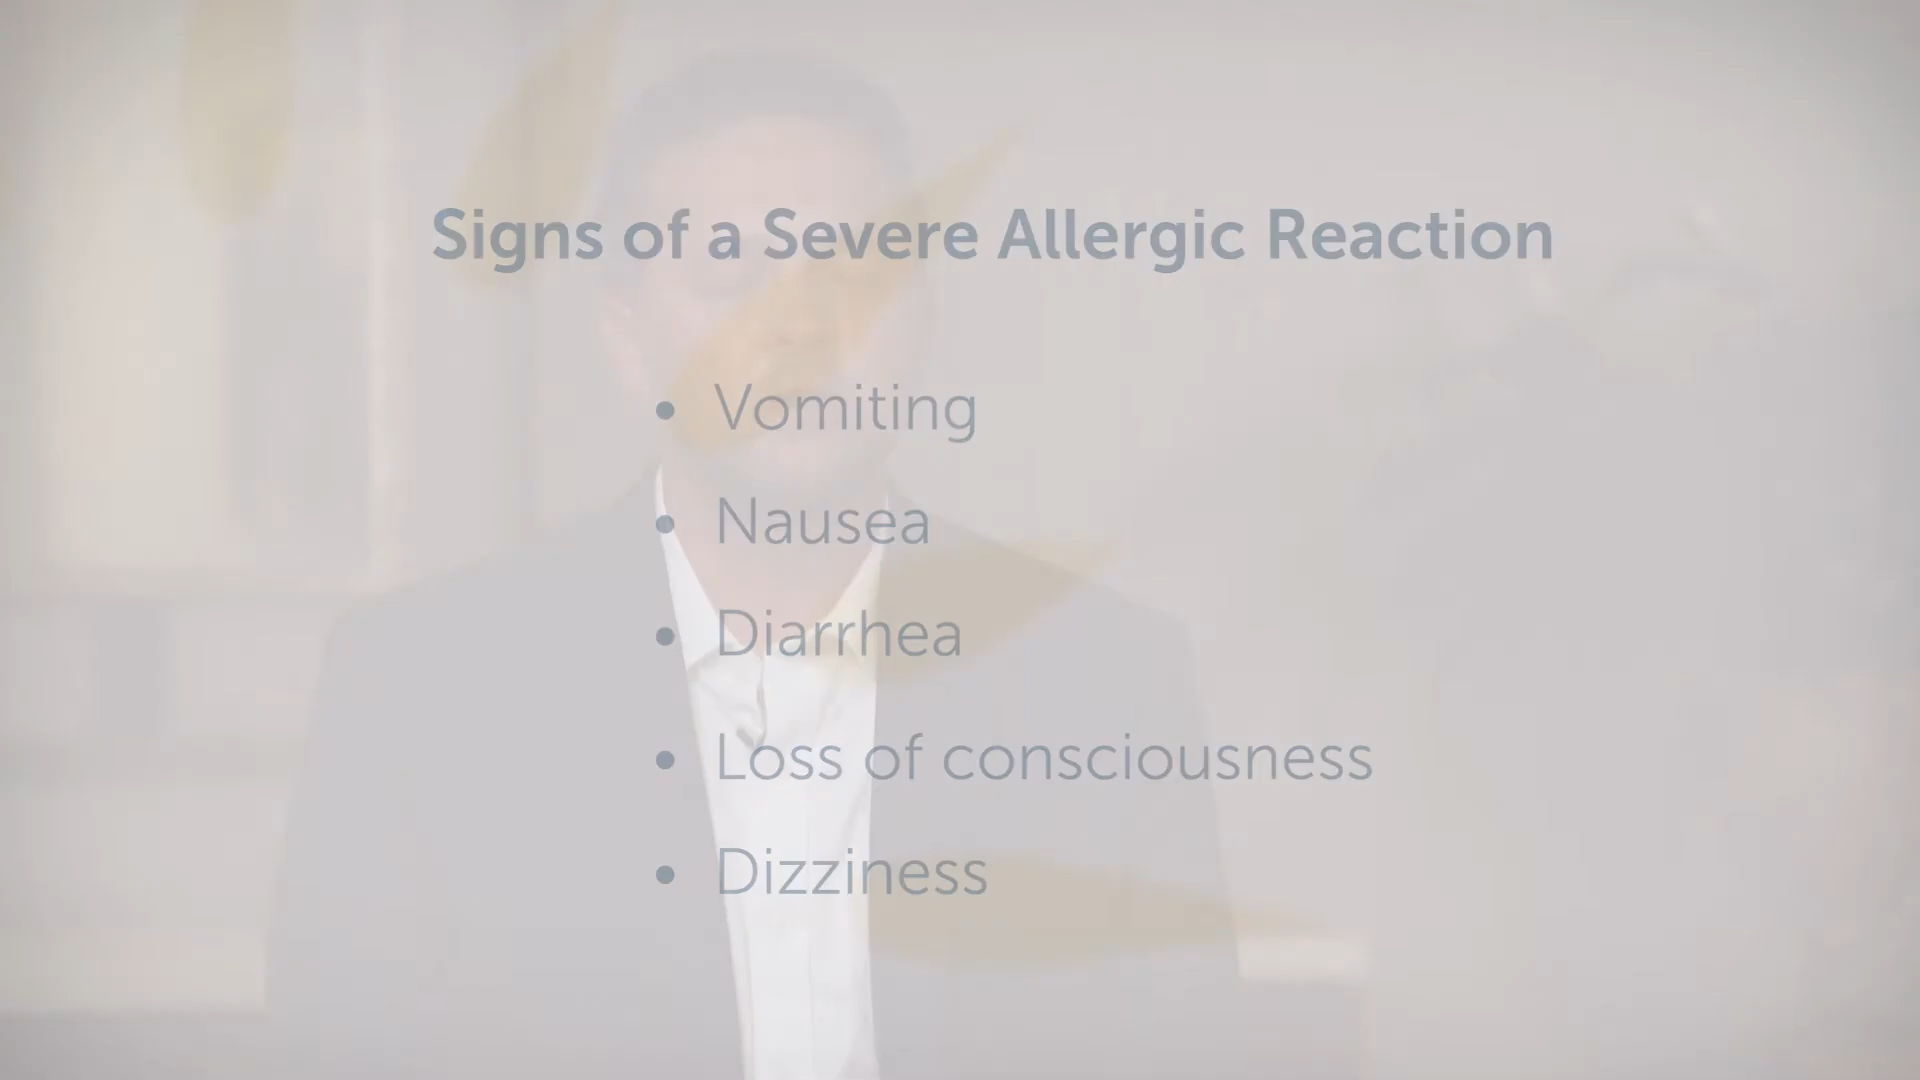 Signs of a Severe Allergic Reaction
• Vomiting
• Nausea
• Diarrhea
• Loss of consciousness
• Dizziness